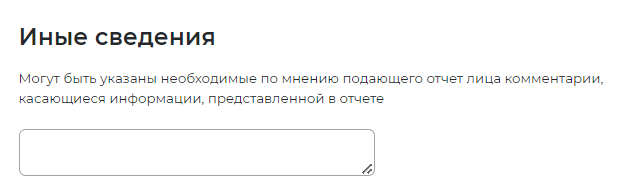 Иные сведения
Могут быть указаны необходимые по мнению подающего отчет лица комментарии,
касающиеся информации, представленной в отчете